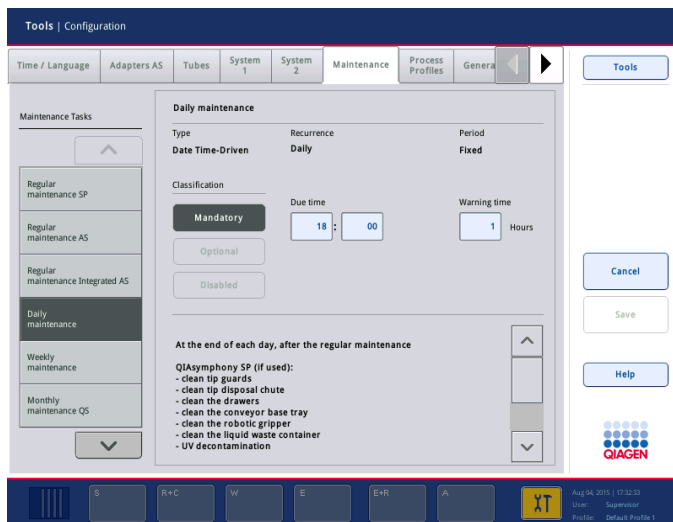 Tools | Configuration
Time / Language
Adapters AS
Tubes
System
1
System
2
Maintenance
Process
Profiles
Genera
Tools
Maintenance Tasks
Regular
maintenance SP
Regular
maintenance AS
Regular
maintenance Integrated AS
Daily
maintenance
Weekly
maintenance
Monthly
maintenance QS
Daily maintenance
Type
Recurrence
Period
Date Time-Driven
Daily
Fixed
Classification
Mandatory
Optional
Disabled
Due time
18 : 00
Warning time
1 Hours
At the end of each day, after the regular maintenance
QIAsymphony SP (if used):
- clean tip guards
- clean tip disposal chute
- clean the drawers
- clean the conveyor base tray
- clean the robotic gripper
- clean the liquid waste container
- UV decontamination
Cancel
Save
Help
QIAGEN
S
R+C
W
E
E+R
A
Aug 04, 2015 | 17:32:53
User: Supervisor
Profile: Default Profile 1